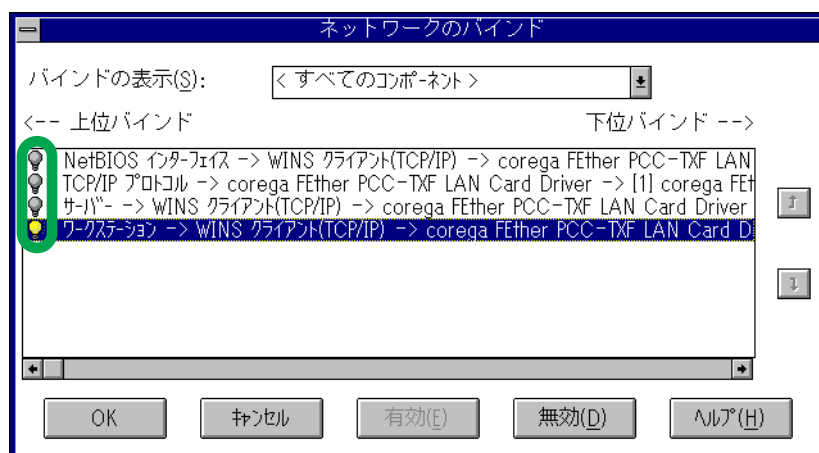 ネットワークのバインド
バインドの表示(S): < すべてのｺﾝﾎﾟｰﾈﾝﾄ >
<-- 上位バインド 下位バインド -->
NetBIOS ｲﾝﾀｰﾌｪｲｽ -> WINS ｸﾗｲｱﾝﾄ(TCP/IP) -> corega FEther PCC-TXF LAN
TCP/IP ﾌﾟﾛﾄｺﾙ -> corega FEther PCC-TXF LAN Card Driver -> [1] corega FEt
ｻｰﾊﾞｰ -> WINS ｸﾗｲｱﾝﾄ(TCP/IP) -> corega FEther PCC-TXF LAN Card Driver
ﾜｰｸｽﾃｰｼｮﾝ -> WINS ｸﾗｲｱﾝﾄ(TCP/IP) -> corega FEther PCC-TXF LAN Card D
OK ｷｬﾝｾﾙ 有効(E) 無効(D) ﾍﾙﾌﾟ(H)